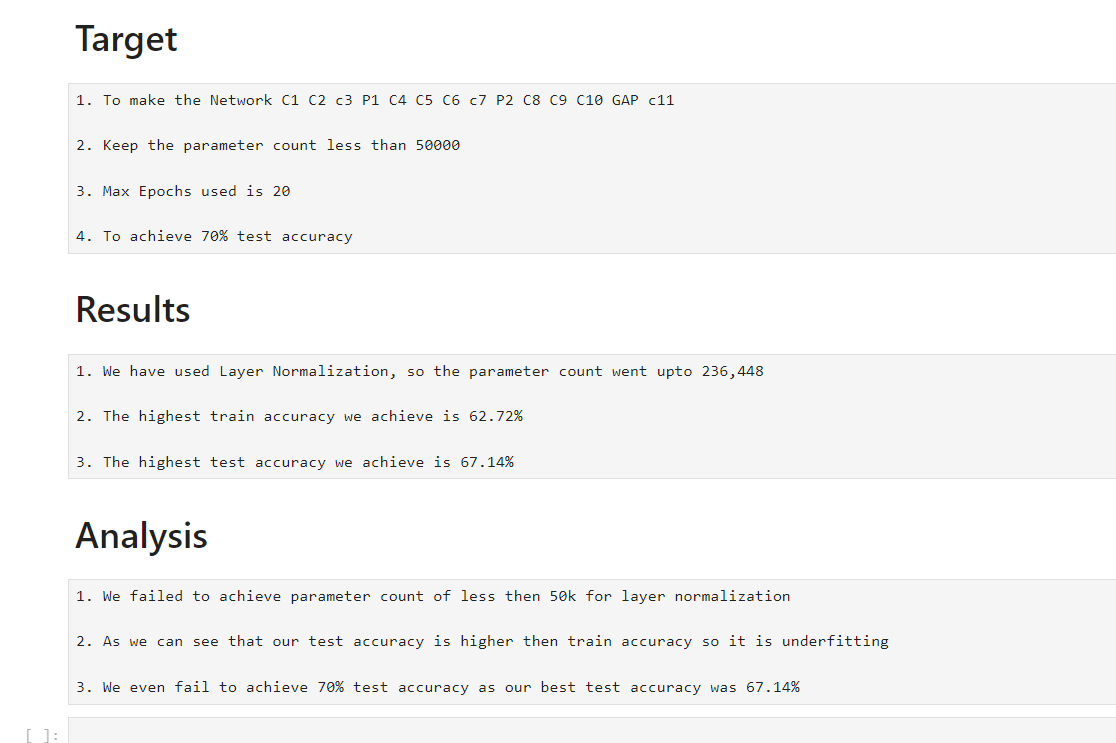 Target
1. To make the Network C1 C2 c3 P1 C4 C5 C6 c7 P2 C8 C9 C10 GAP c11
2. Keep the parameter count less than 50000
3. Max Epochs used is 20
4. To achieve 70% test accuracy
Results
1. We have used Layer Normalization, so the parameter count went upto 236,448
2. The highest train accuracy we achieve is 62.72%
3. The highest test accuracy we achieve is 67.14%
Analysis
1. We failed to achieve parameter count of less then 50k for layer normalization
2. As we can see that our test accuracy is higher then train accuracy so it is underfitting
3. We even fail to achieve 70% test accuracy as our best test accuracy was 67.14%
[ ]: